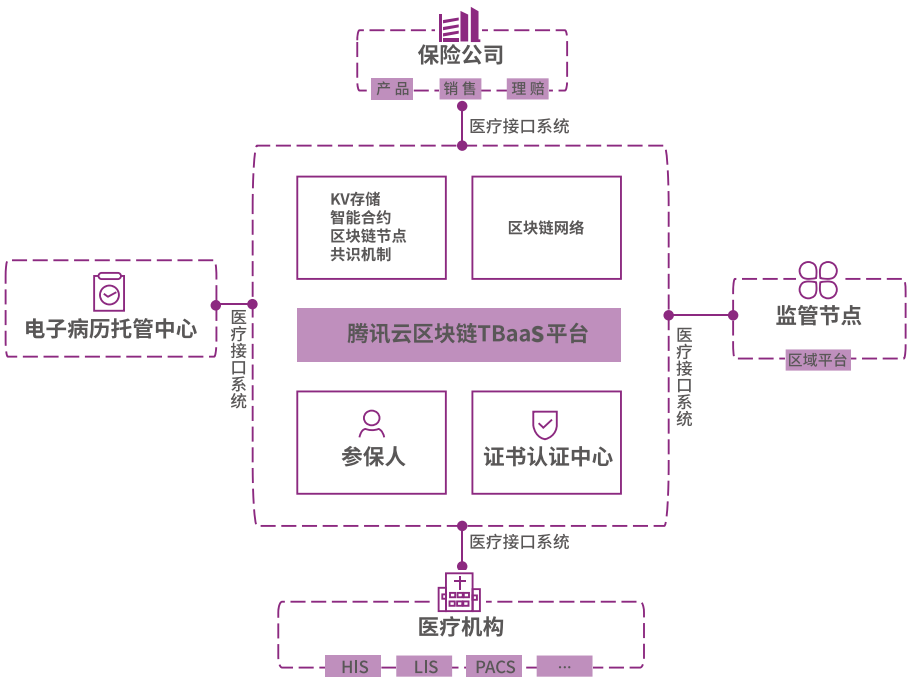 保险公司
产品
销售
理赔
医疗接口系统
KV存储
智能合约
区块链节点
共识机制
区块链网络
电子病历托管中心
医疗接口系统
腾讯云区块链TBaaS平台
监管节点
区域平台
医疗接口系统
参保人
证书认证中心
医疗接口系统
医疗机构
HIS
LIS
PACS
...